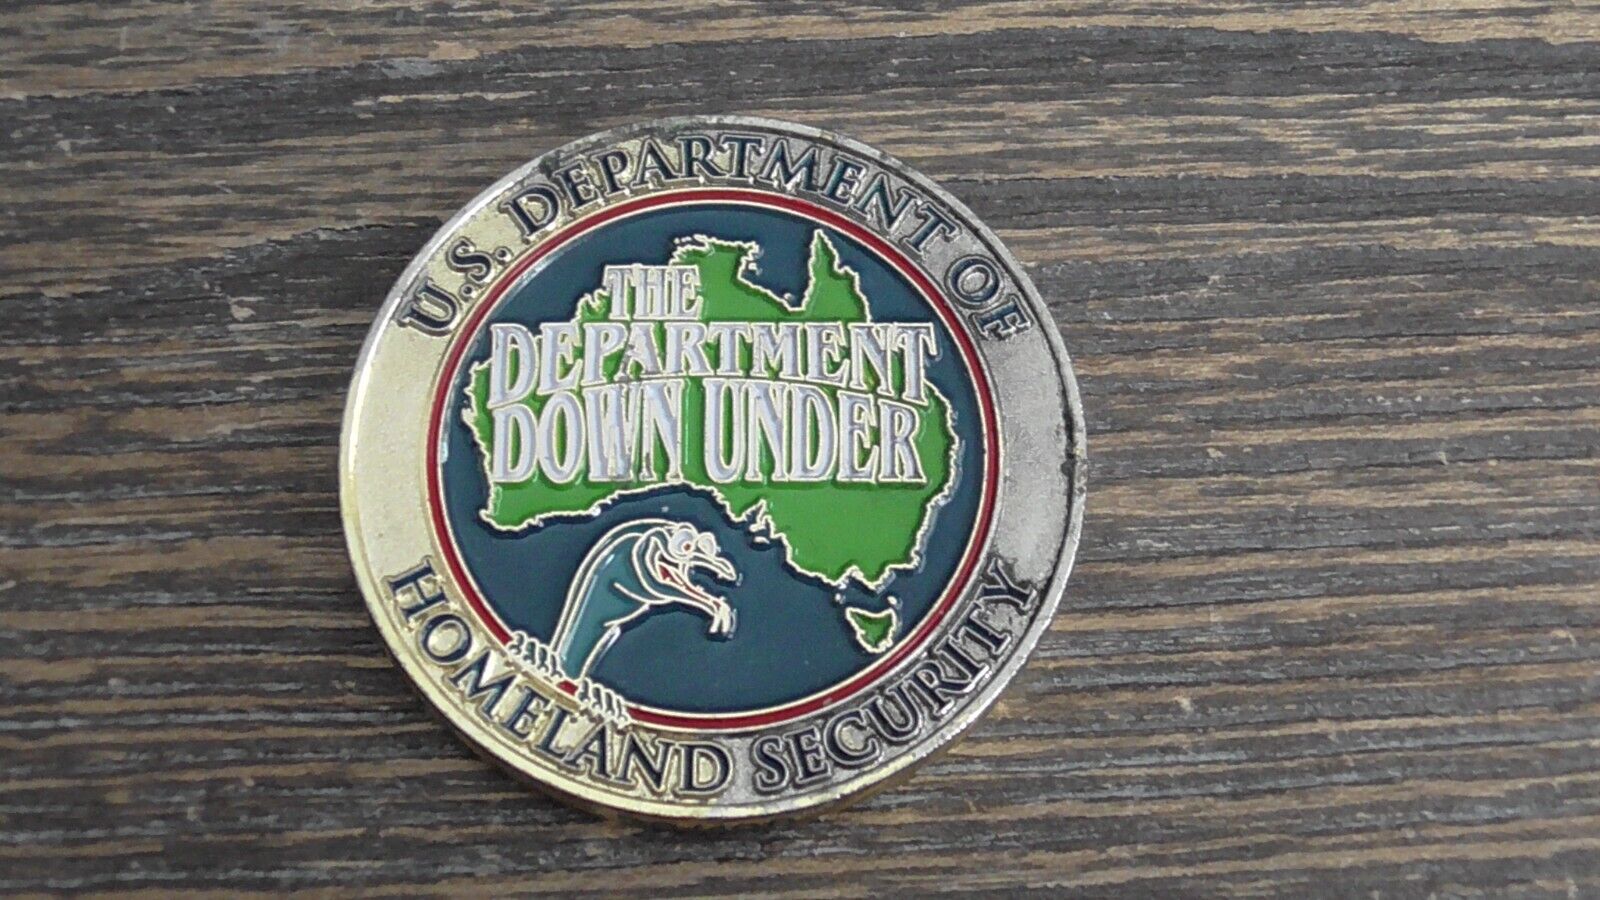 U.S. DEPARTMENT OF
THE
DEPARTMENT
DOWN UNDER
HOMELAND SECURITY